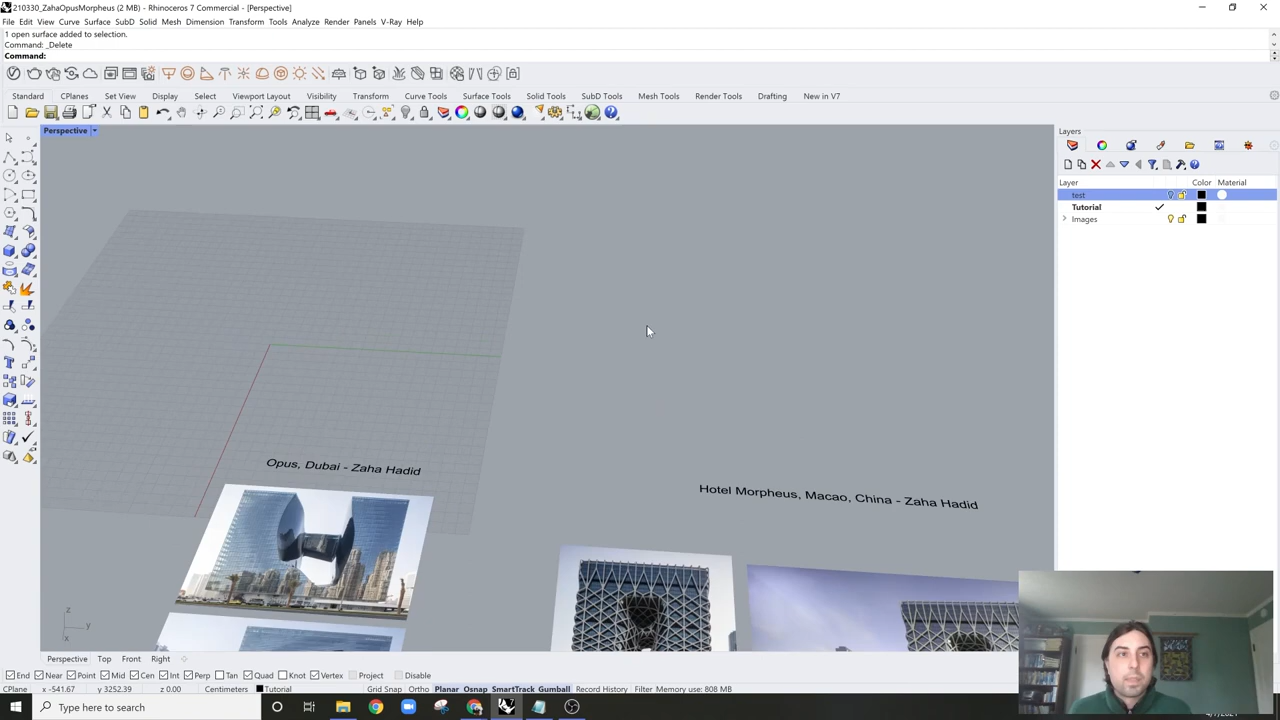 210330_ZahaOpusMorpheus (2 MB) - Rhinoceros 7 Commercial - [Perspective]
File Edit View Curve Surface SubD Solid Mesh Dimension Transform Tools Analyze Render Panels V-Ray Help
1 open surface added to selection.
Command: _Delete
Command:
Standard CPlanes Set View Display Select Viewport Layout Visibility Transform Curve Tools Surface Tools Solid Tools SubD Tools Mesh Tools Render Tools Drafting New in V7
Perspective
Layers
Layer Color Material
test
Tutorial
Images
Opus, Dubai - Zaha Hadid
Hotel Morpheus, Macao, China - Zaha Hadid
z
y
x
Perspective Top Front Right
End Near Point Mid Cen Int Perp Tan Quad Knot Vertex Project Disable
CPlane x -541.67 y 3252.39 z 0.00 Centimeters Tutorial Grid Snap Ortho Planar Osnap SmartTrack Gumball Record History Filter Memory use: 808 MB
Type here to search